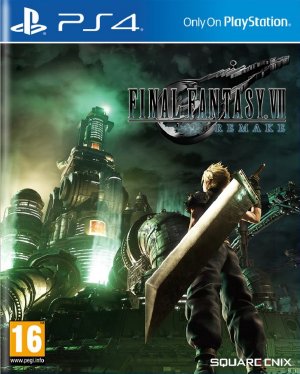 PS4
Only On PlayStation®
FINAL FANTASY VII
REMAKE
16
www.pegi.info
SQUARE ENIX